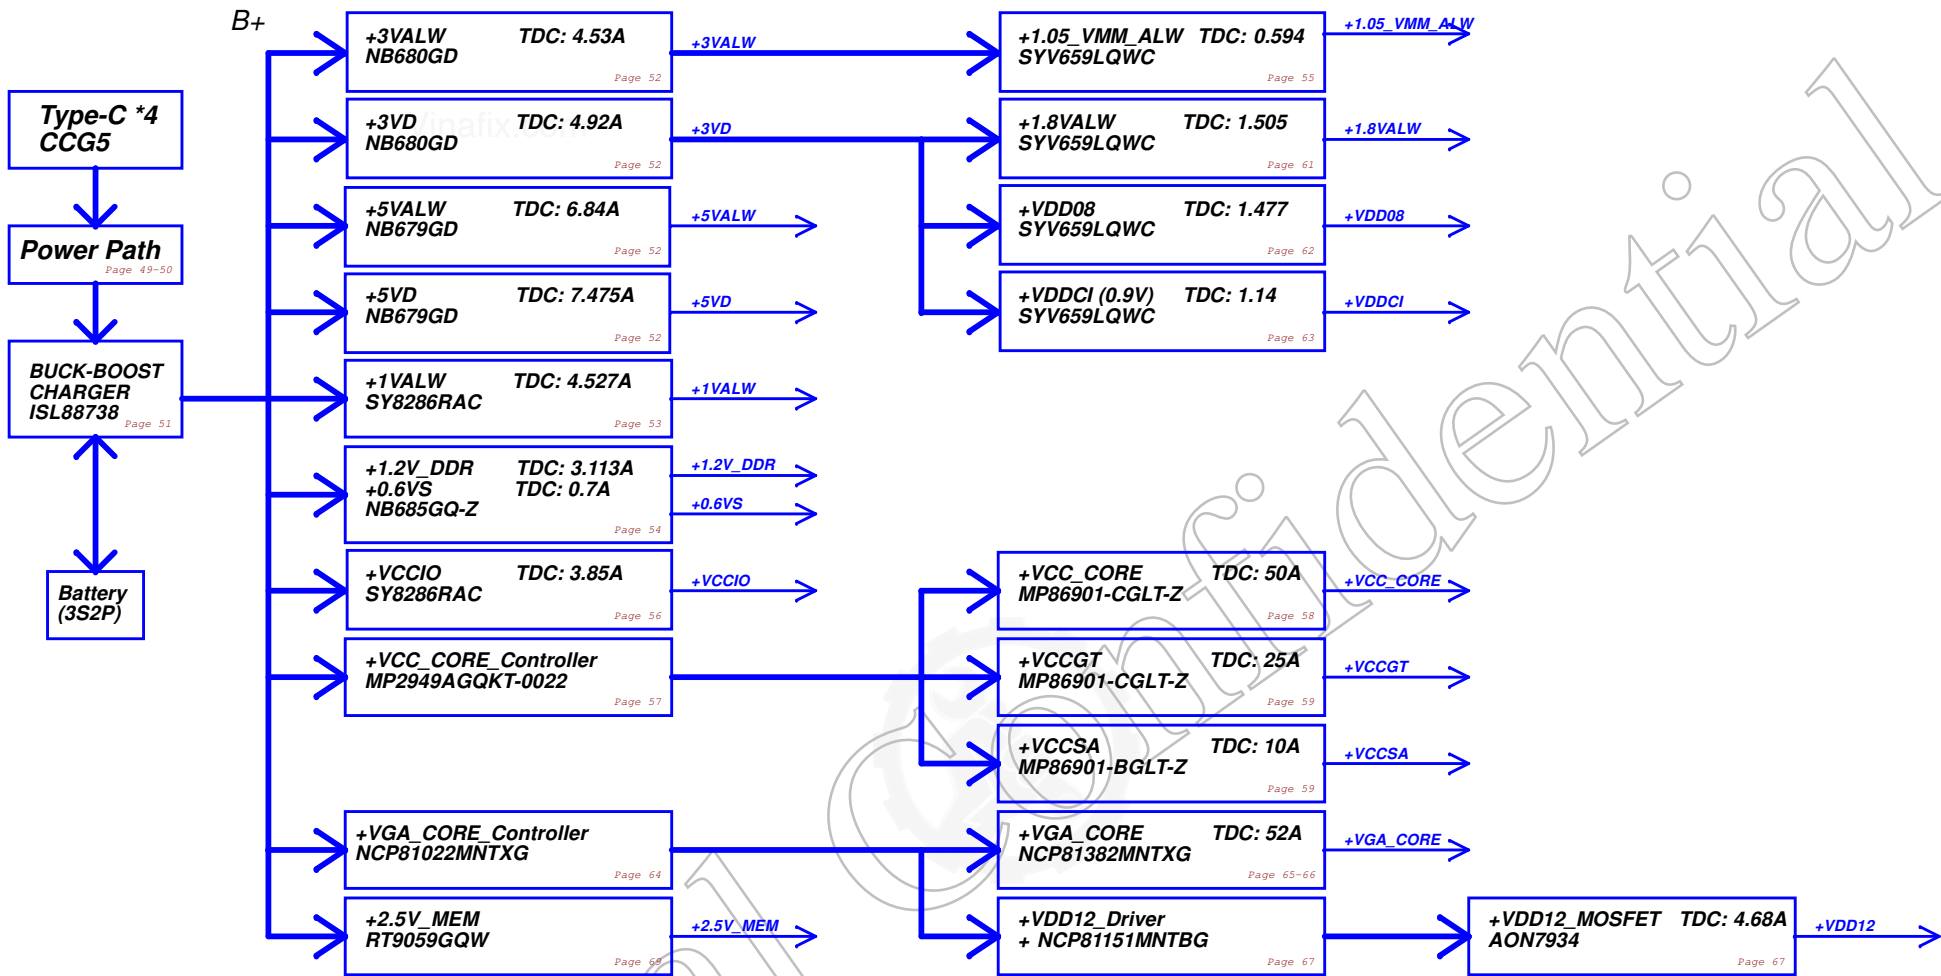 B+
Type-C *4
CCG5
Power Path
Page 49-50
BUCK-BOOST
CHARGER
ISL88738
Page 51
Battery
(3S2P)
+3VALW TDC: 4.53A
NB680GD
Page 52
+3VALW
+1.05_VMM_ALW TDC: 0.594
SYV659LQWC
Page 55
+1.05_VMM_ALW
+3VD TDC: 4.92A
NB680GD
Page 52
+3VD
+1.8VALW TDC: 1.505
SYV659LQWC
Page 61
+1.8VALW
+5VALW TDC: 6.84A
NB679GD
Page 52
+5VALW
+VDD08 TDC: 1.477
SYV659LQWC
Page 62
+VDD08
+5VD TDC: 7.475A
NB679GD
Page 52
+5VD
+VDDCI (0.9V) TDC: 1.14
SYV659LQWC
Page 63
+VDDCI
+1VALW TDC: 4.527A
SY8286RAC
Page 53
+1VALW
+1.2V_DDR TDC: 3.113A
+0.6VS TDC: 0.7A
NB685GQ-Z
Page 54
+1.2V_DDR
+0.6VS
+VCCIO TDC: 3.85A
SY8286RAC
Page 56
+VCCIO
+VCC_CORE TDC: 50A
MP86901-CGLT-Z
Page 58
+VCC_CORE
+VCC_CORE_Controller
MP2949AGQKT-0022
Page 57
+VCCGT TDC: 25A
MP86901-CGLT-Z
Page 59
+VCCGT
+VCCSA TDC: 10A
MP86901-BGLT-Z
Page 59
+VCCSA
+VGA_CORE_Controller
NCP81022MNTXG
Page 64
+VGA_CORE TDC: 52A
NCP81382MNTXG
Page 65-66
+VGA_CORE
+2.5V_MEM
RT9059GQW
Page 69
+2.5V_MEM
+VDD12_Driver
+ NCP81151MNTBG
Page 67
+VDD12_MOSFET TDC: 4.68A
AON7934
Page 67
+VDD12
Confidential